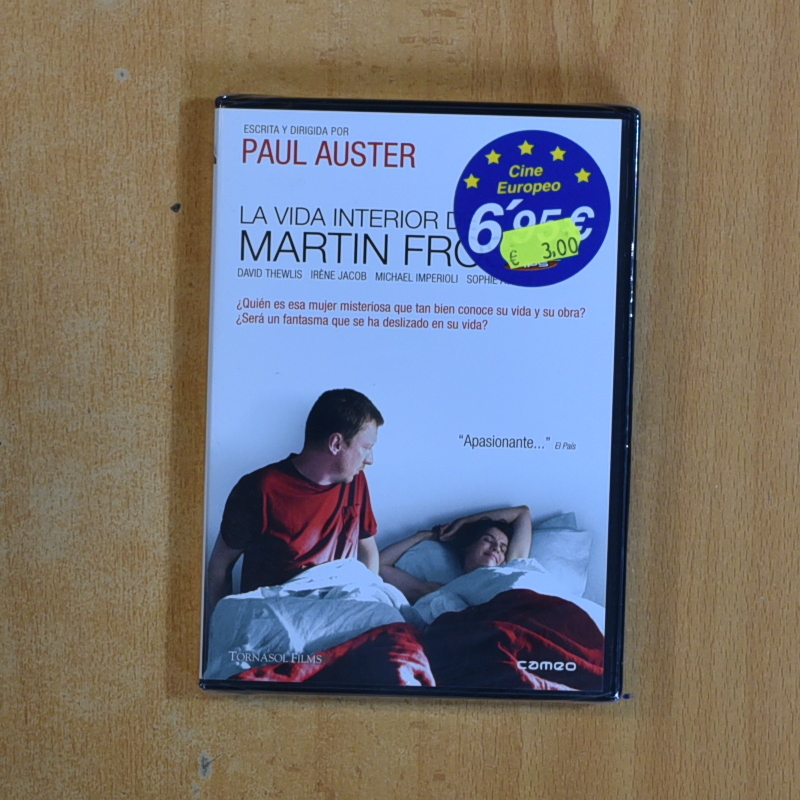 ESCRITA Y DIRIGIDA POR
PAUL AUSTER
Cine
Europeo
6´95€
€ 3,00
LA VIDA INTERIOR D
MARTIN FRO
DAVID THEWLIS IRÈNE JACOB MICHAEL IMPERIOLI SOPHIE
¿Quién es esa mujer misteriosa que tan bien conoce su vida y su obra?
¿Será un fantasma que se ha deslizado en su vida?
"Apasionante..." El País
TORNASOL FILMS
cameo